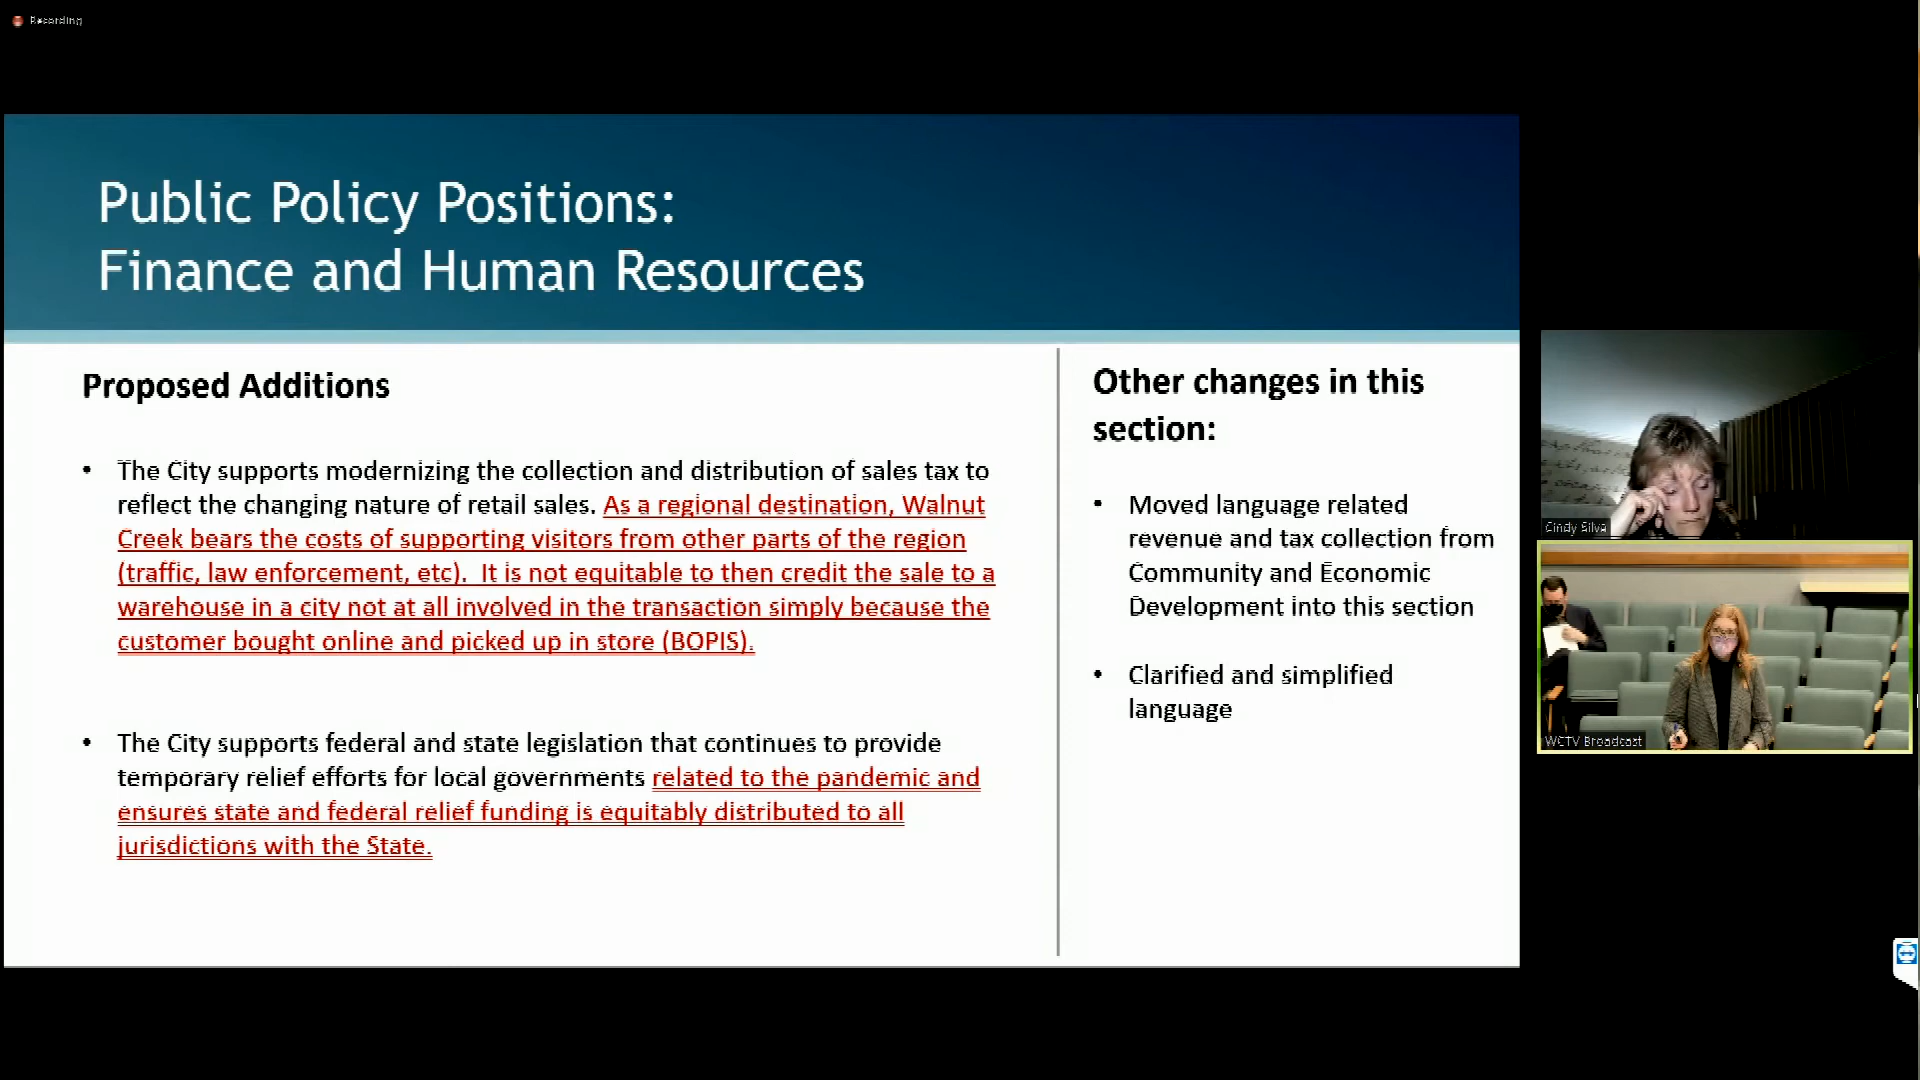 Recording
Public Policy Positions:
Finance and Human Resources
Proposed Additions
• The City supports modernizing the collection and distribution of sales tax to
reflect the changing nature of retail sales. As a regional destination, Walnut
Creek bears the costs of supporting visitors from other parts of the region
(traffic, law enforcement, etc).  It is not equitable to then credit the sale to a
warehouse in a city not at all involved in the transaction simply because the
customer bought online and picked up in store (BOPIS).
• The City supports federal and state legislation that continues to provide
temporary relief efforts for local governments related to the pandemic and
ensures state and federal relief funding is equitably distributed to all
jurisdictions with the State.
Other changes in this
section:
• Moved language related
revenue and tax collection from
Community and Economic
Development into this section
• Clarified and simplified
language
Cindy Silva
WCTV Broadcast